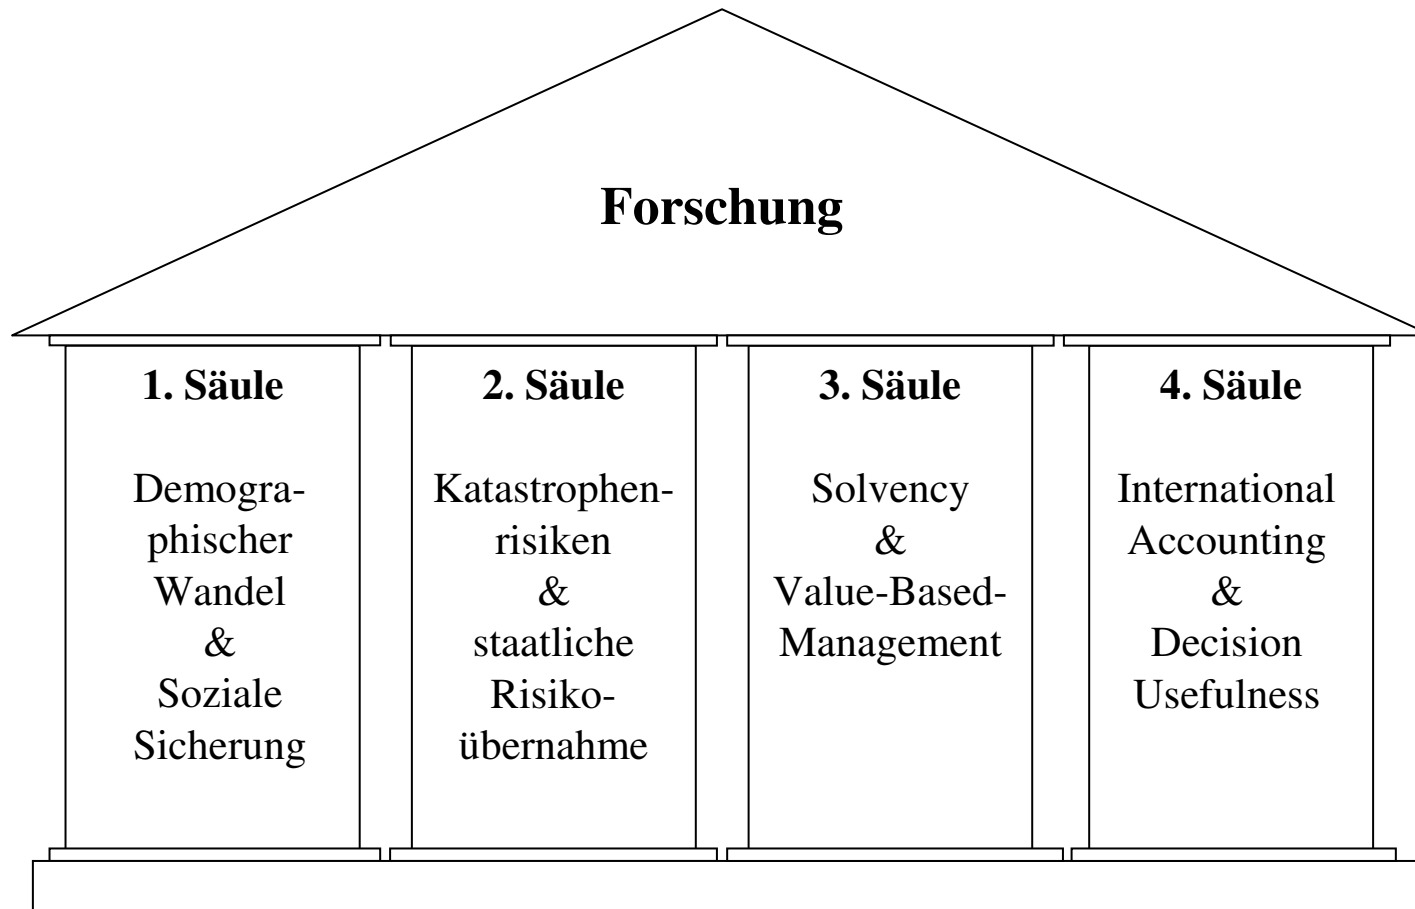 Forschung
1. Säule
Demogra-
phischer
Wandel
&
Soziale
Sicherung
2. Säule
Katastrophen-
risiken
&
staatliche
Risiko-
übernahme
3. Säule
Solvency
&
Value-Based-
Management
4. Säule
International
Accounting
&
Decision
Usefulness